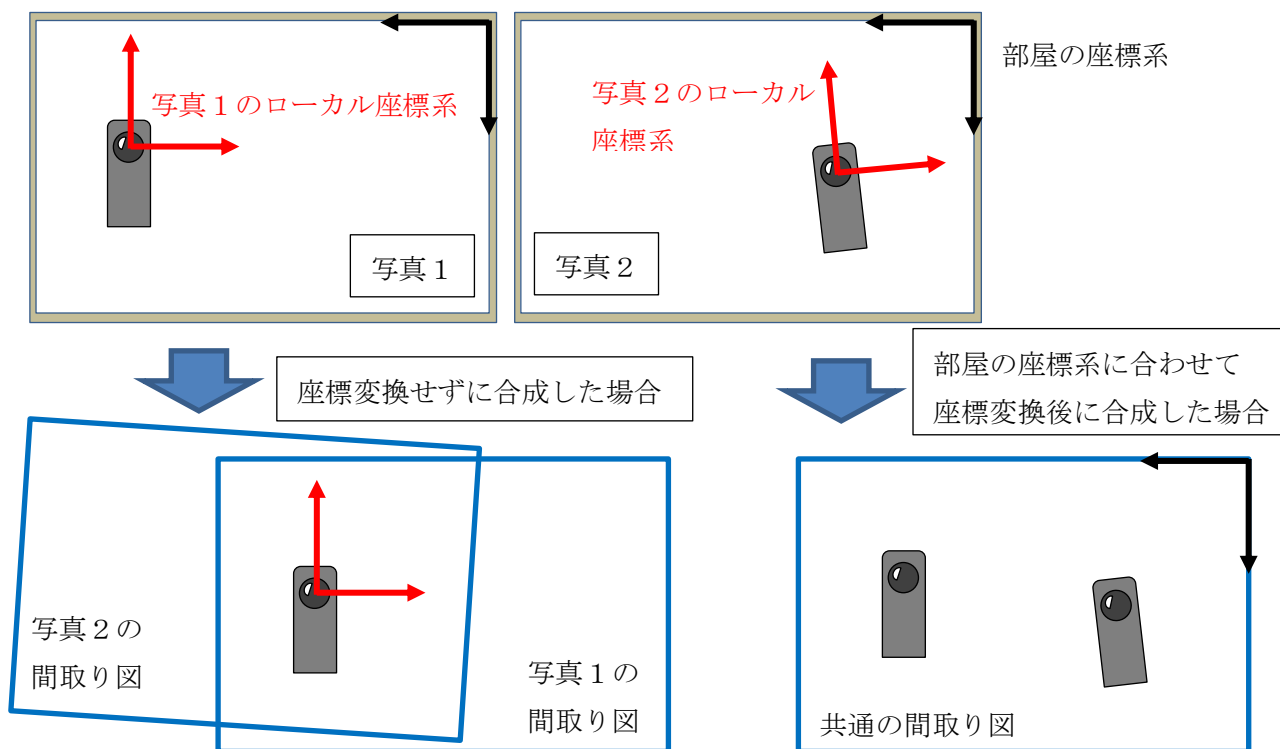 部屋の座標系
写真１のローカル座標系
写真２のローカル
座標系
写真１
写真２
座標変換せずに合成した場合
部屋の座標系に合わせて
座標変換後に合成した場合
写真２の
間取り図
写真１の
間取り図
共通の間取り図